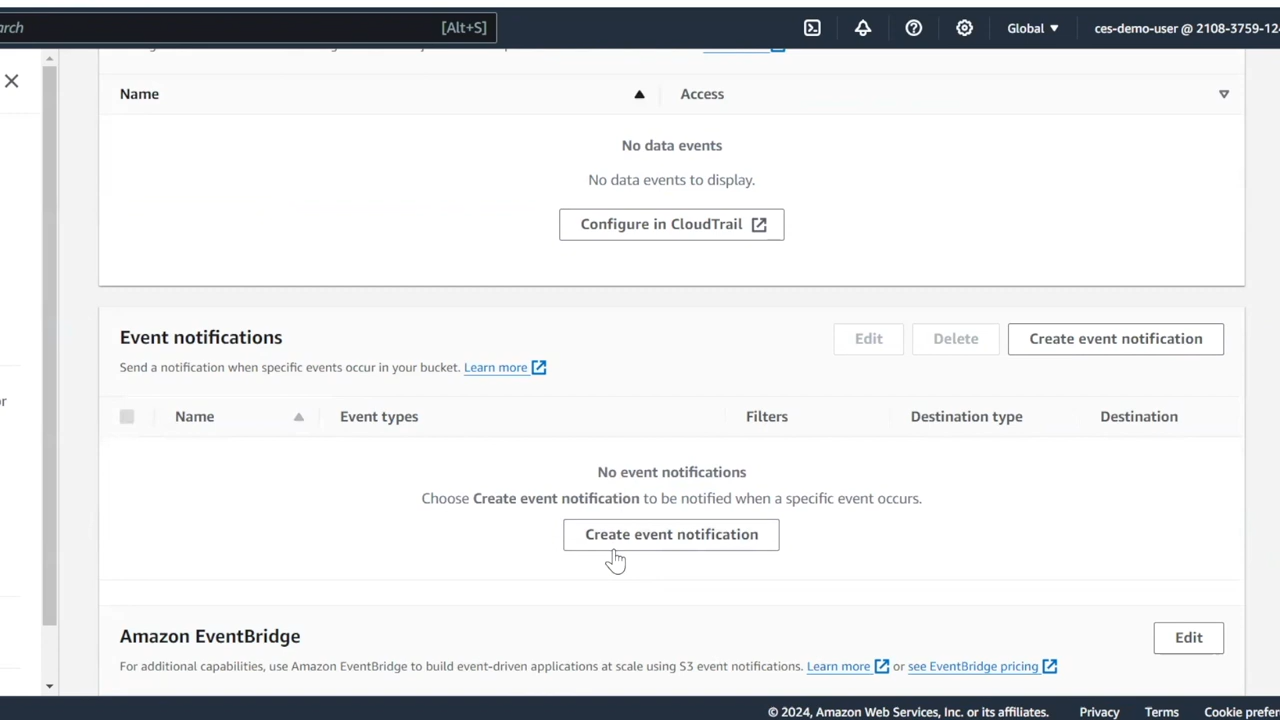 arch [Alt+S] Global ces-demo-user @ 2108-3759-12
Name Access
No data events
No data events to display.
Configure in CloudTrail
Event notifications Edit Delete Create event notification
Send a notification when specific events occur in your bucket. Learn more
or
Name Event types Filters Destination type Destination
No event notifications
Choose Create event notification to be notified when a specific event occurs.
Create event notification
Amazon EventBridge Edit
For additional capabilities, use Amazon EventBridge to build event-driven applications at scale using S3 event notifications. Learn more or see EventBridge pricing
© 2024, Amazon Web Services, Inc. or its affiliates. Privacy Terms Cookie prefer